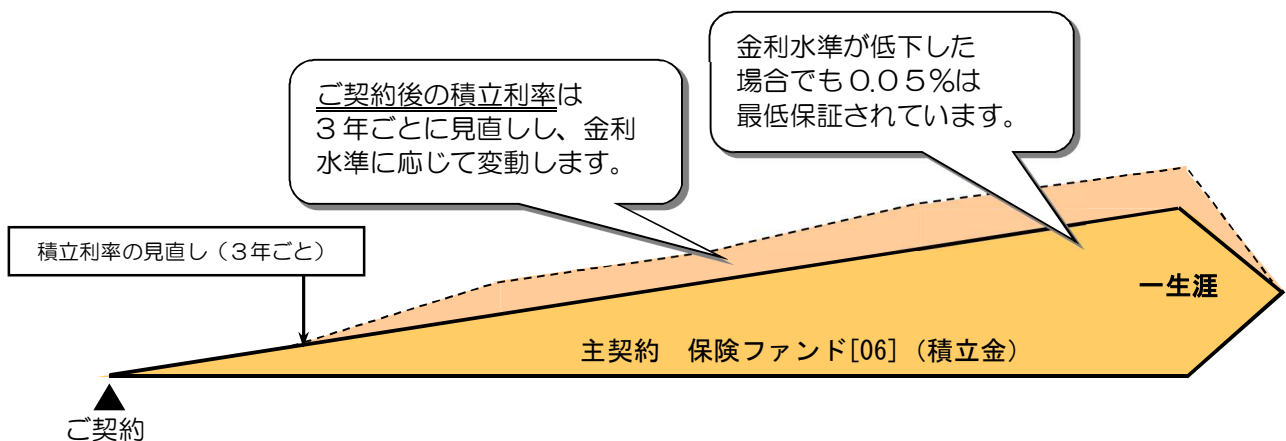 金利水準が低下した
場合でも０.０５％は
最低保証されています。
ご契約後の積立利率は
３年ごとに見直しし、金利
水準に応じて変動します。
積立利率の見直し（３年ごと）
一生涯
主契約　保険ファンド[06]（積立金）
ご契約